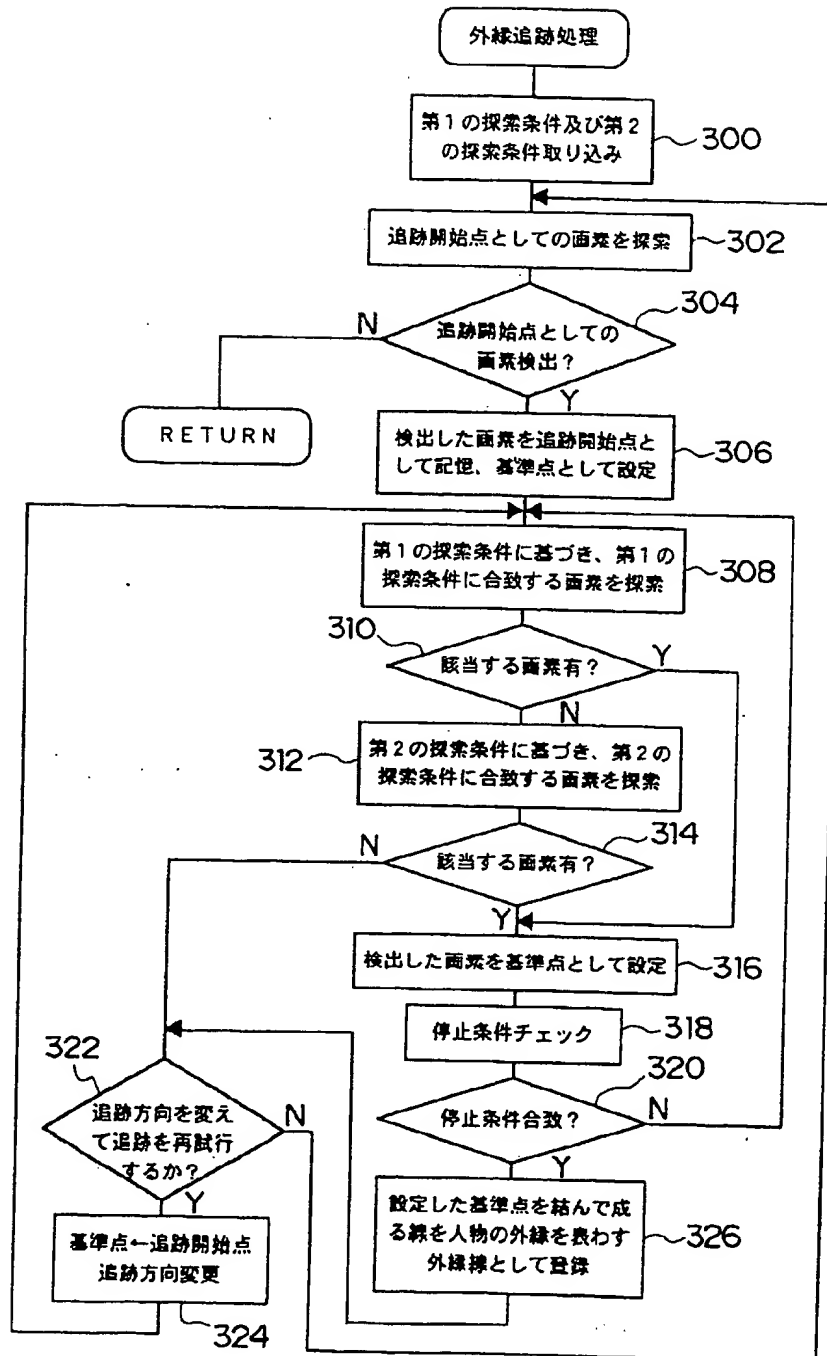 外縁追跡処理
第1の探索条件及び第2
の探索条件取り込み
300
追跡開始点としての画素を探索
302
304
追跡開始点としての
画素検出?
N
Y
RETURN
検出した画素を追跡開始点と
して記憶、基準点として設定
306
第1の探索条件に基づき、第1の
探索条件に合致する画素を探索
308
310
該当する画素有?
Y
N
312
第2の探索条件に基づき、第2の
探索条件に合致する画素を探索
314
該当する画素有?
N
Y
検出した画素を基準点として設定
316
停止条件チェック
318
320
停止条件合致?
N
Y
322
追跡方向を変え
て追跡を再試行
するか?
N
Y
基準点←追跡開始点
追跡方向変更
324
設定した基準点を結んで成
る線を人物の外縁を表わす
外縁線として登録
326